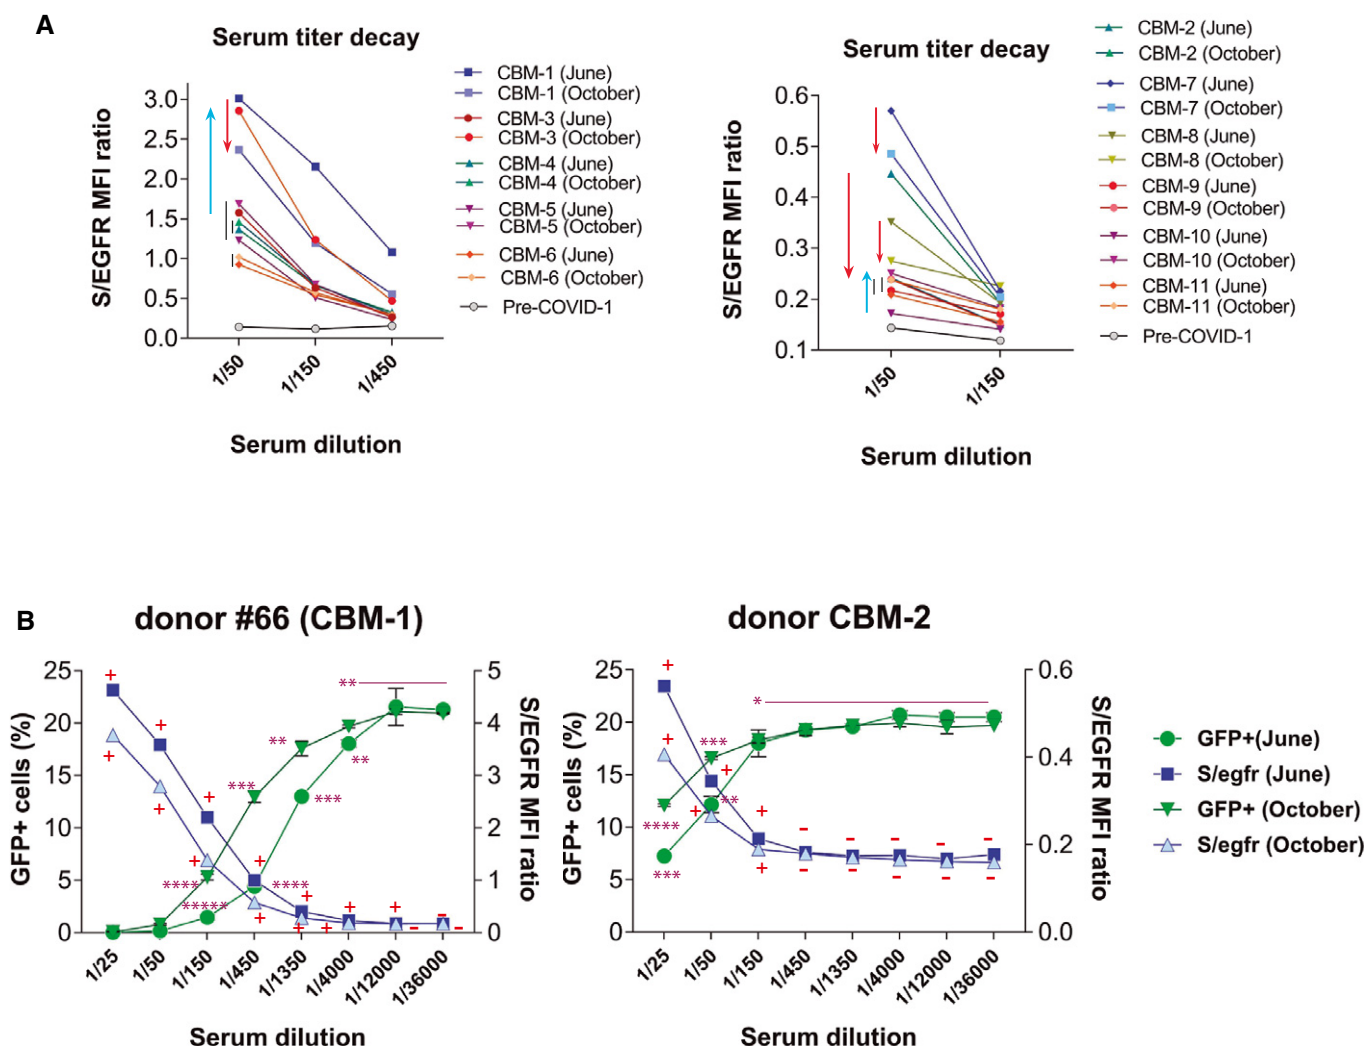 A
Serum titer decay
S/EGFR MFI ratio
3.0
2.5
2.0
1.5
1.0
0.5
0.0
1/50
1/150
1/450
Serum dilution
CBM-1 (June)
CBM-1 (October)
CBM-3 (June)
CBM-3 (October)
CBM-4 (June)
CBM-4 (October)
CBM-5 (June)
CBM-5 (October)
CBM-6 (June)
CBM-6 (October)
Pre-COVID-1
Serum titer decay
S/EGFR MFI ratio
0.6
0.5
0.4
0.3
0.2
0.1
1/50
1/150
Serum dilution
CBM-2 (June)
CBM-2 (October)
CBM-7 (June)
CBM-7 (October)
CBM-8 (June)
CBM-8 (October)
CBM-9 (June)
CBM-9 (October)
CBM-10 (June)
CBM-10 (October)
CBM-11 (June)
CBM-11 (October)
Pre-COVID-1
B
donor #66 (CBM-1)
GFP+ cells (%)
25
20
15
10
5
0
+
+
+
+
+
+
+
+
+
+
+
+
+
+
-
-
-
**
**
**
***
***
****
****
*****
5
4
3
2
1
0
S/EGFR MFI ratio
1/25
1/50
1/150
1/450
1/1350
1/4000
1/12000
1/36000
Serum dilution
donor CBM-2
GFP+ cells (%)
25
20
15
10
5
0
+
+
+
+
+
+
-
-
-
-
-
-
-
-
-
-
*
***
**
****
***
0.6
0.4
0.2
0.0
S/EGFR MFI ratio
1/25
1/50
1/150
1/450
1/1350
1/4000
1/12000
1/36000
Serum dilution
GFP+(June)
S/egfr (June)
GFP+ (October)
S/egfr (October)